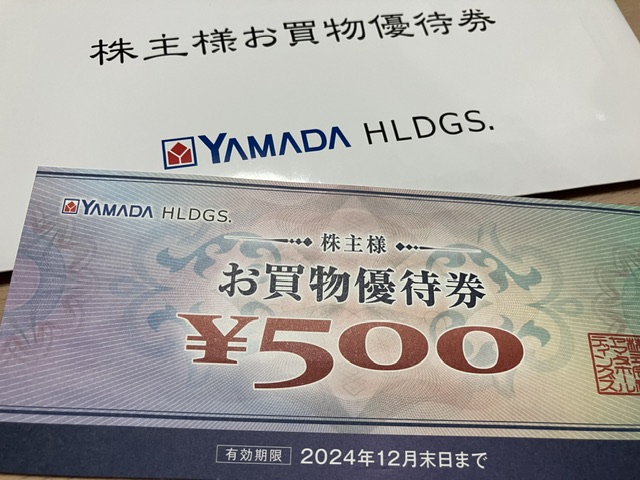 株主様お買物優待券
YAMADA HLDGS.
YAMADA HLDGS.
株主様
お買物優待券
¥500
有効期限 2024年12月末日まで